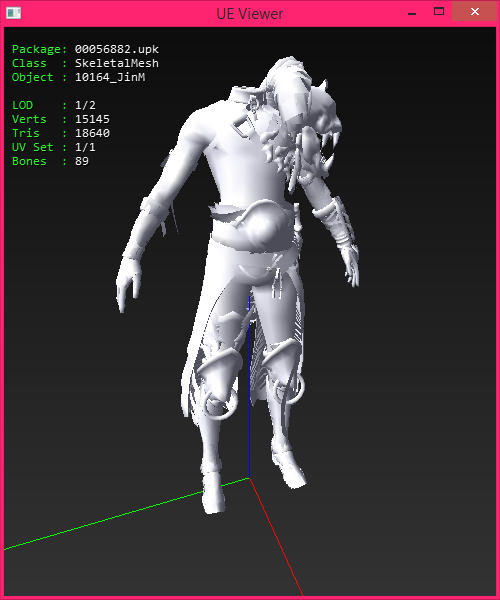 UE Viewer
Package: 00056882.upk
Class  : SkeletalMesh
Object : 10164_JinM
LOD    : 1/2
Verts  : 15145
Tris   : 18640
UV Set : 1/1
Bones  : 89